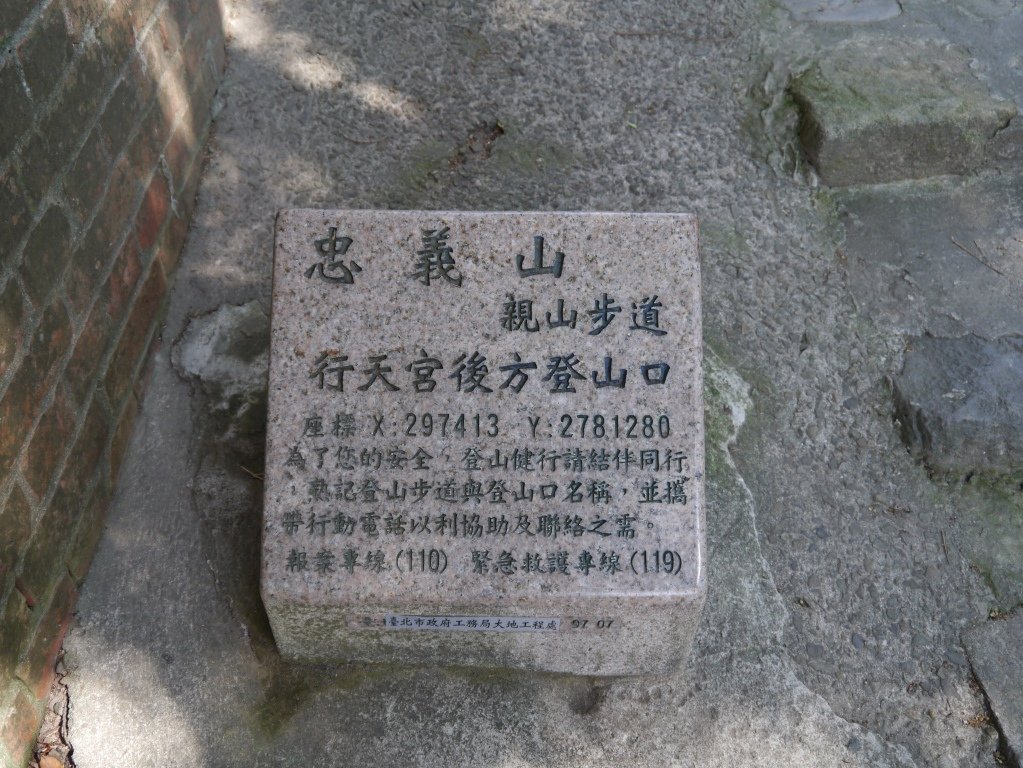 忠義山
親山步道
行天宮後方登山口
座標 X:297413 Y:2781280
為了您的安全，登山健行請結伴同行
，熟記登山步道與登山口名稱，並攜
帶行動電話以利協助及聯絡之需。
報案專線(110) 緊急救護專線(119)
臺北市政府工務局大地工程處 97 07